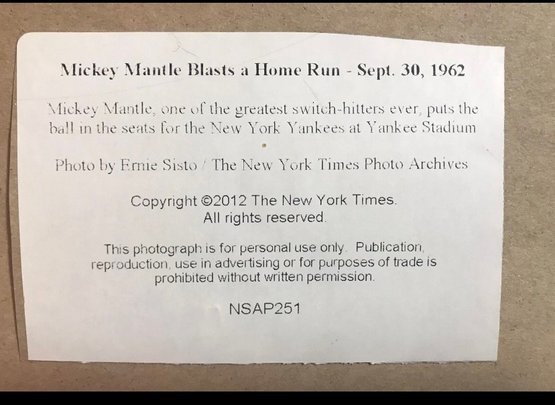 Mickey Mantle Blasts a Home Run - Sept. 30, 1962
Mickey Mantle, one of the greatest switch-hitters ever, puts the
ball in the seats for the New York Yankees at Yankee Stadium
Photo by Ernie Sisto / The New York Times Photo Archives
Copyright ©2012 The New York Times.
All rights reserved.
This photograph is for personal use only. Publication,
reproduction, use in advertising or for purposes of trade is
prohibited without written permission.
NSAP251